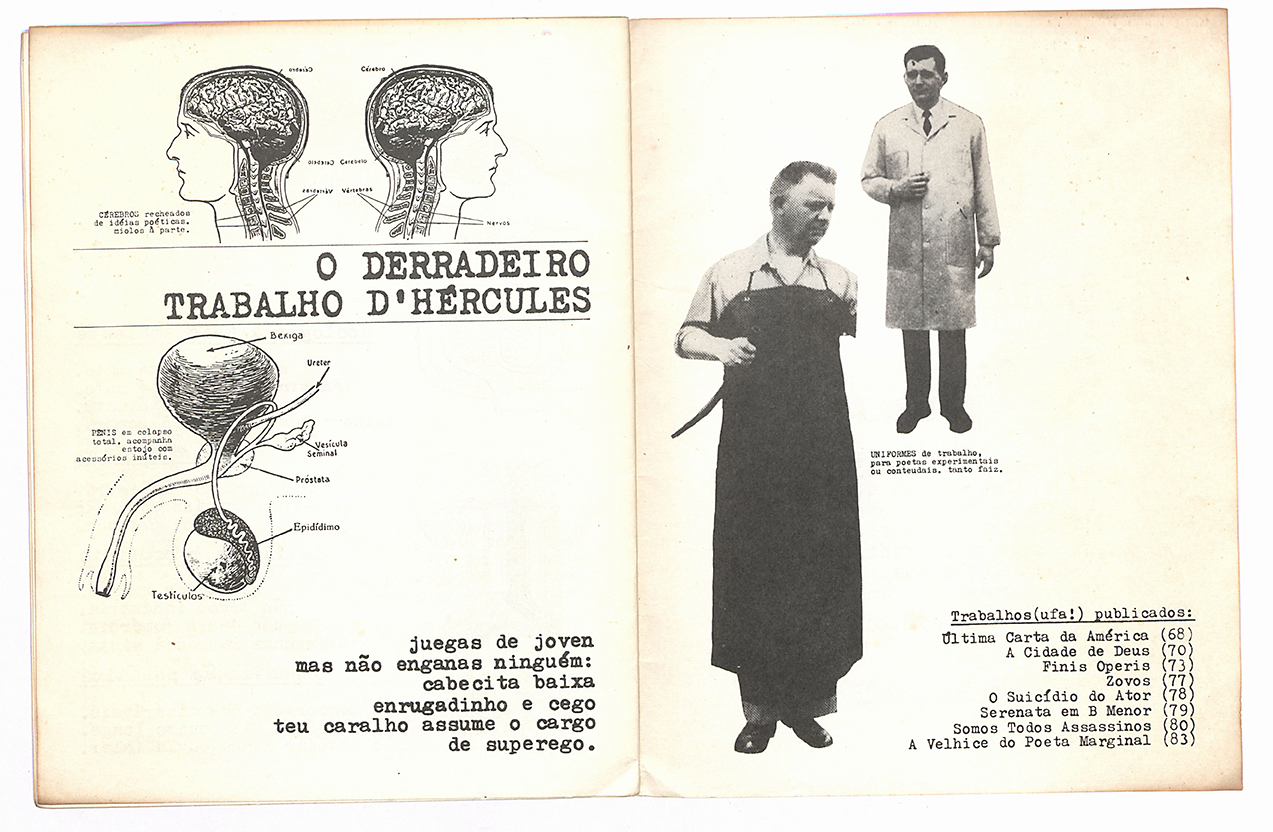 Cérebro
Cérebro
Cerebelo
Cerebelo
Vértebras
Vértebras
Nervos
CÉREBROS recheados
de idéias poéticas.
miolos à parte.
O DERRADEIRO
TRABALHO D'HÉRCULES
Bexiga
Ureter
PÊNIS em colapso
total. acompanha
estojo com
acessórios inúteis.
Vesícula
Seminal
Próstata
Epidídimo
Testículos
juegas de joven
mas não enganas ninguém:
cabecita baixa
enrugadinho e cego
teu caralho assume o cargo
de superego.
UNIFORMES de trabalho,
para poetas experimentais
ou conteudais. tanto faiz.
Trabalhos(ufa!) publicados:
Última Carta da América (68)
A Cidade de Deus (70)
Finis Operis (73)
Zovos (77)
O Suicídio do Ator (78)
Serenata em B Menor (79)
Somos Todos Assassinos (80)
A Velhice do Poeta Marginal (83)